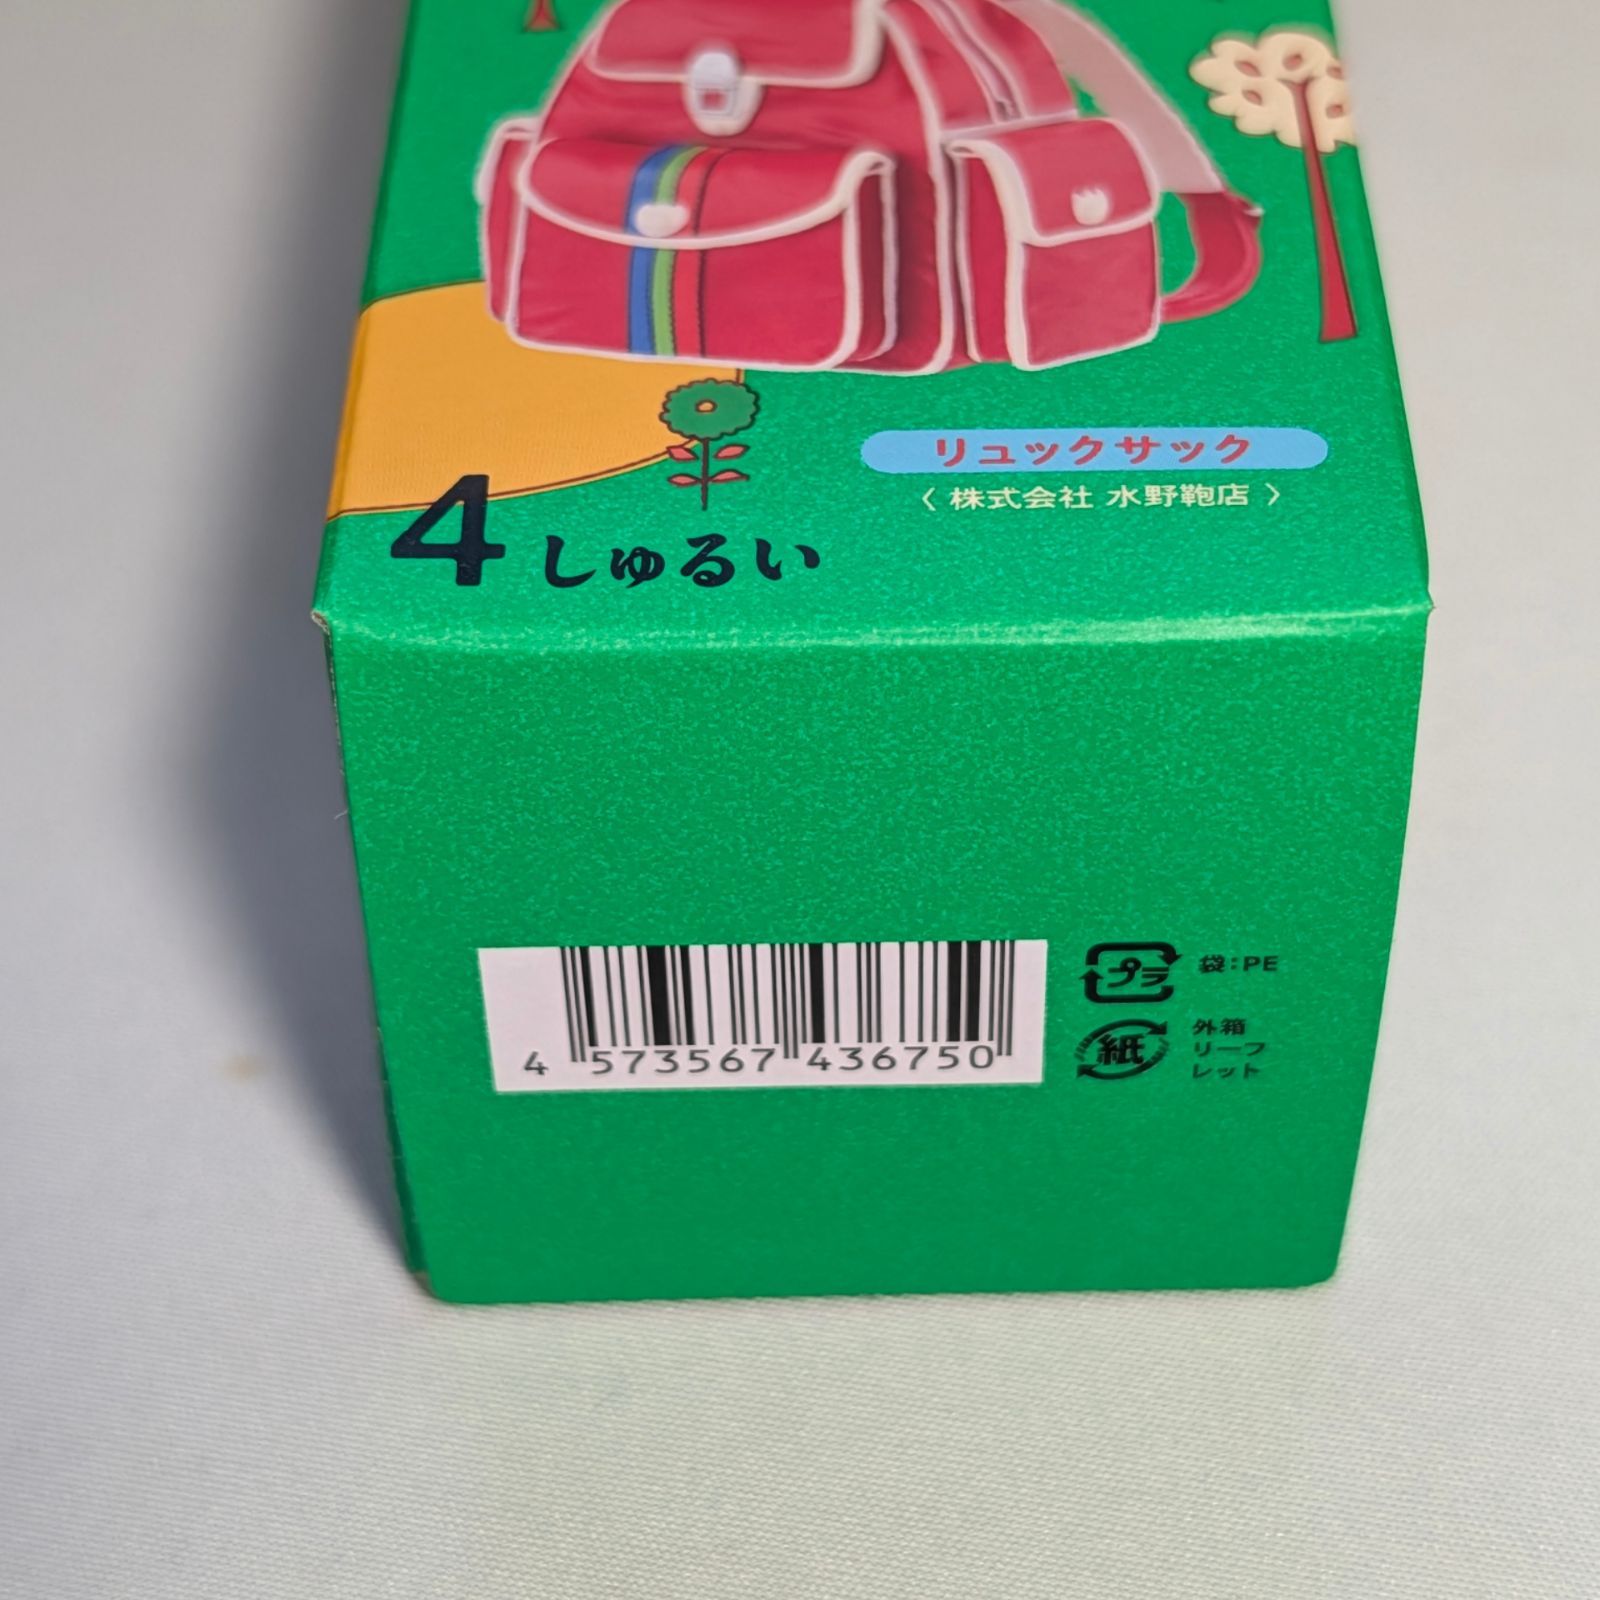 リュックサック
〈 株式会社 水野鞄店 〉
4 しゅるい
プラ 袋:PE
紙 外箱
リーフ
レット
4 573567 436750